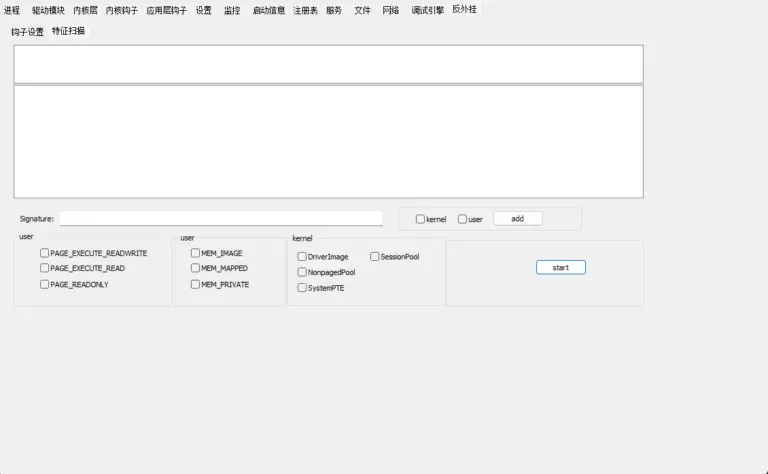 进程 驱动模块 内核层 内核钩子 应用层钩子 设置 监控 启动信息 注册表 服务 文件 网络 调试引擎 反外挂
钩子设置 特征扫描
Signature: kernel user add
user user kernel
PAGE_EXECUTE_READWRITE MEM_IMAGE DriverImage SessionPool
PAGE_EXECUTE_READ MEM_MAPPED NonpagedPool start
PAGE_READONLY MEM_PRIVATE SystemPTE